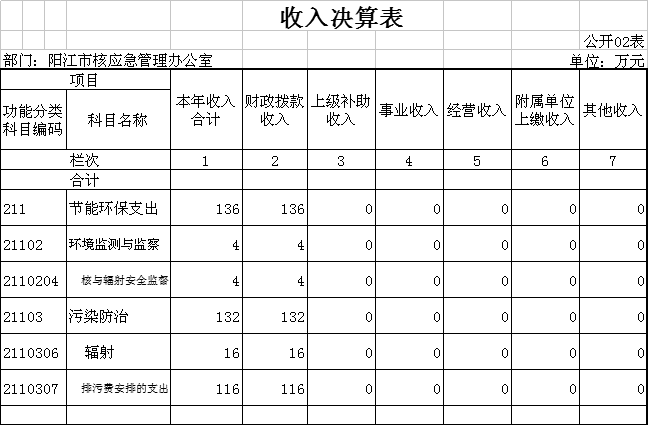 收入决算表
公开02表
部门：阳江市核应急管理办公室 单位：万元
项目 本年收入合计 财政拨款收入 上级补助收入 事业收入 经营收入 附属单位上缴收入 其他收入
功能分类科目编码 科目名称
栏次 1 2 3 4 5 6 7
合计
211 节能环保支出 136 136 0 0 0 0 0
21102 环境监测与监察 4 4 0 0 0 0 0
2110204 核与辐射安全监督 4 4 0 0 0 0 0
21103 污染防治 132 132 0 0 0 0 0
2110306 辐射 16 16 0 0 0 0 0
2110307 排污费安排的支出 116 116 0 0 0 0 0